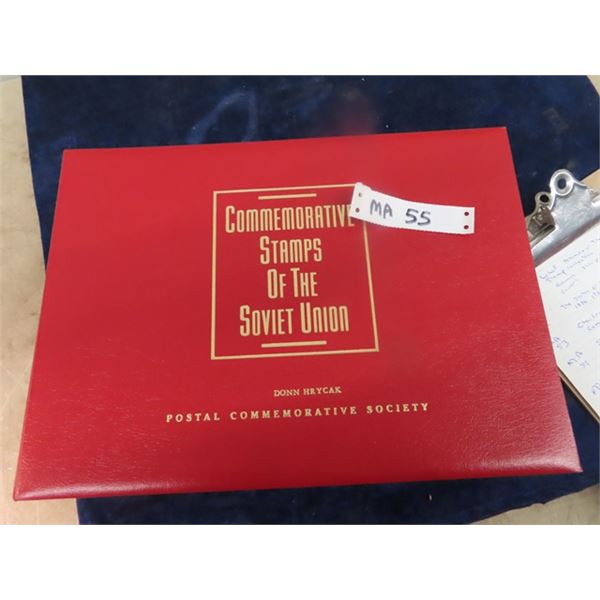 COMMEMORATIVE
STAMPS
OF THE
SOVIET UNION
MA 55
DONN HRYCAK
POSTAL COMMEMORATIVE SOCIETY